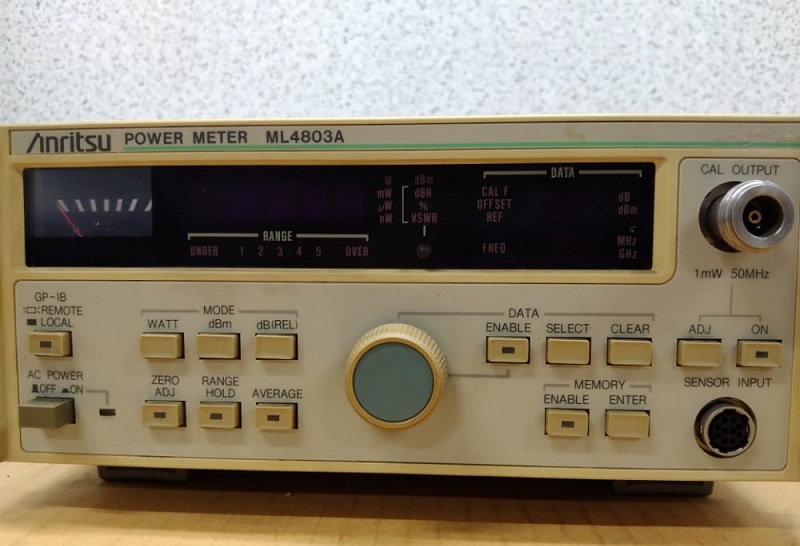 Anritsu POWER METER ML4803A
W
mW
µW
nW
dBm
dBR
%
VSWR
RANGE
UNDER 1 2 3 4 5 OVER
DATA
CAL F
OFFSET
REF
FREQ
dB
dBm
MHz
GHz
CAL OUTPUT
1mW 50MHz
GP-IB
REMOTE
LOCAL
MODE
WATT dBm dB(REL)
DATA
ENABLE SELECT CLEAR
ADJ ON
AC POWER
OFF ON
ZERO ADJ
RANGE HOLD
AVERAGE
MEMORY
ENABLE ENTER
SENSOR INPUT